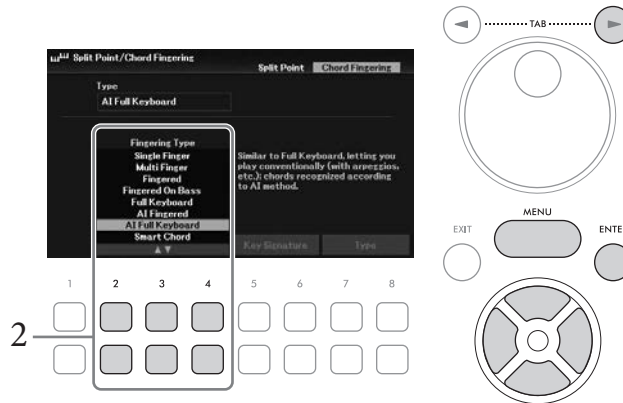 TAB
Split Point/Chord Fingering
Split Point Chord Fingering
Type
AI Full Keyboard
Fingering Type
Single Finger
Multi Finger
Fingered
Fingered On Bass
Full Keyboard
AI Fingered
AI Full Keyboard
Smart Chord
Similar to Full Keyboard, letting you
play conventionally (with arpeggios,
etc.); chords recognized according
to AI method.
Key Signature Type
MENU
EXIT
ENTE
1 2 3 4 5 6 7 8
2